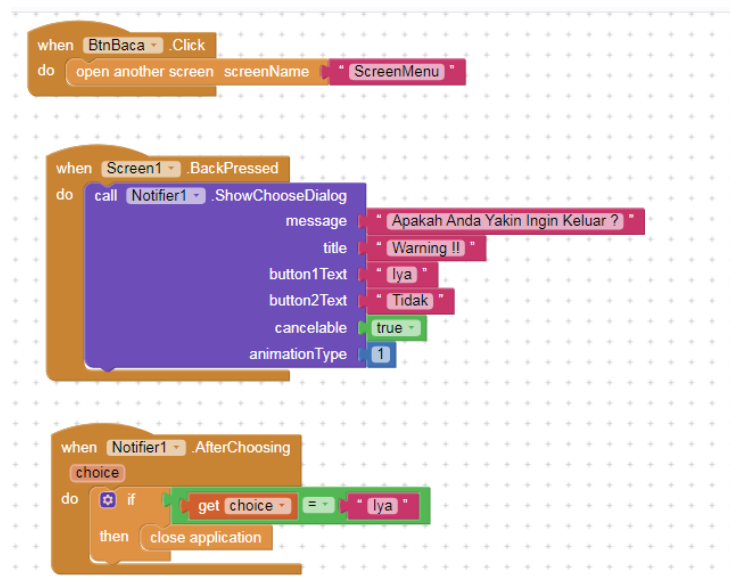 when BtnBaca .Click
do open another screen screenName " ScreenMenu "
when Screen1 .BackPressed
do call Notifier1 .ShowChooseDialog
message " Apakah Anda Yakin Ingin Keluar ? "
title " Warning !! "
button1Text " Iya "
button2Text " Tidak "
cancelable true
animationType 1
when Notifier1 .AfterChoosing
choice
do if get choice = " Iya "
then close application